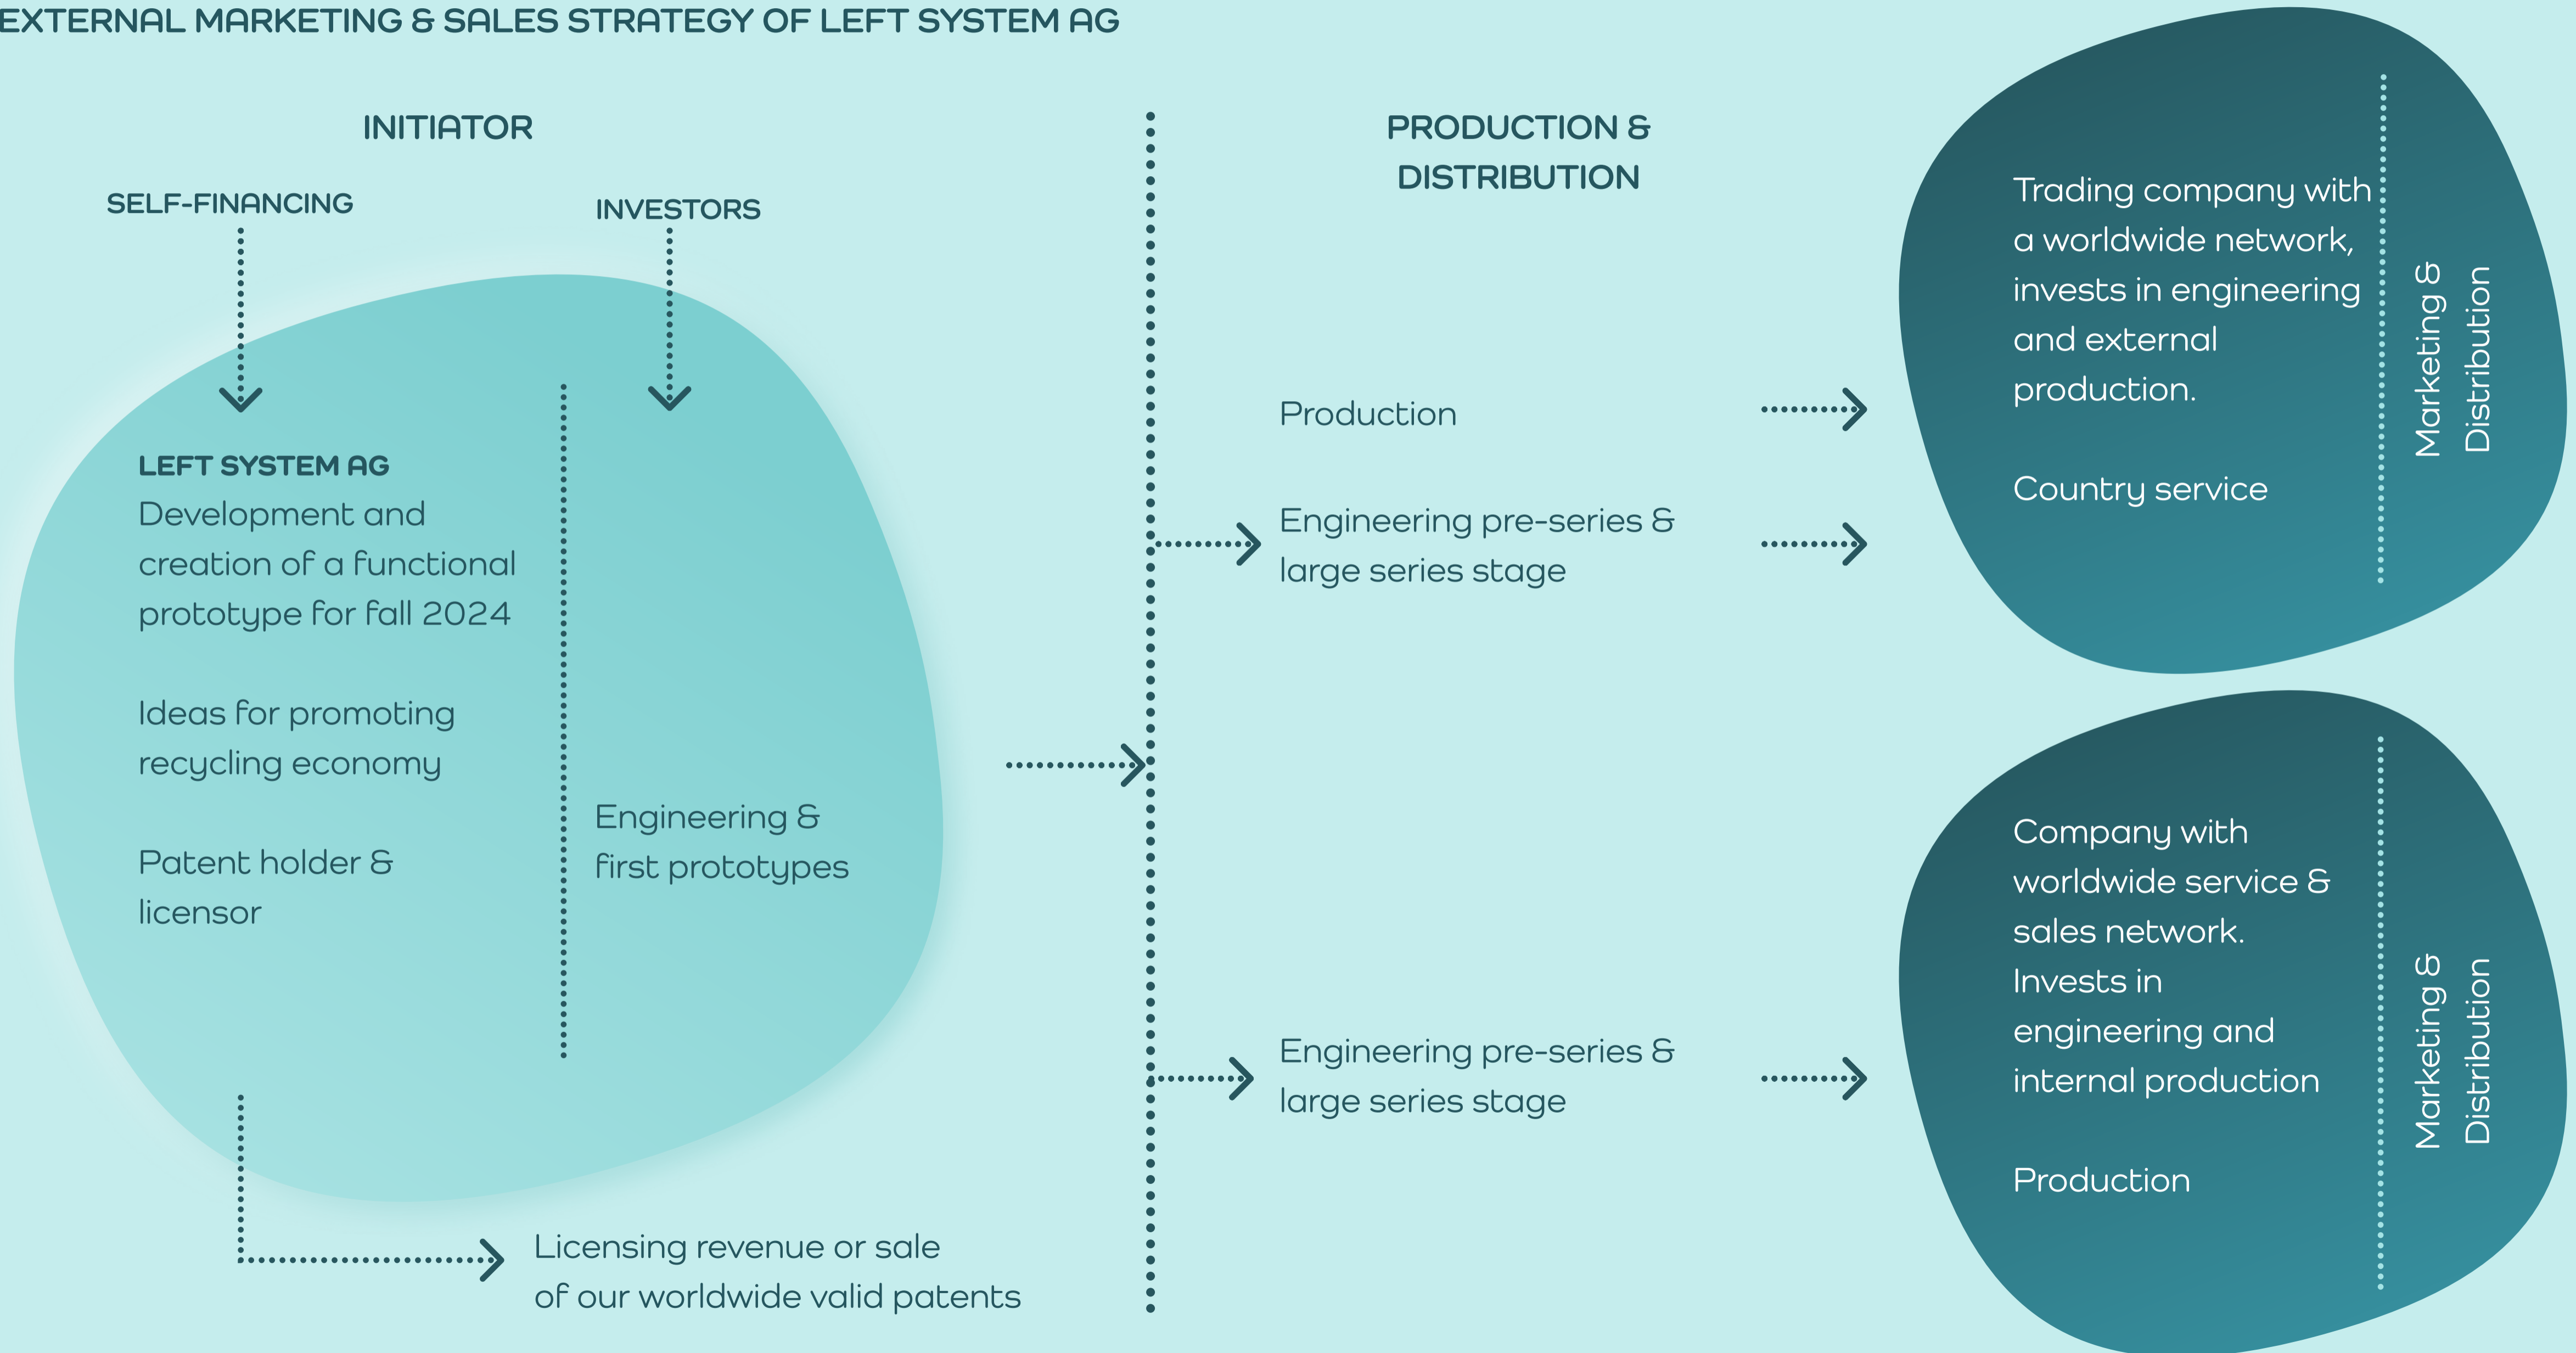 EXTERNAL MARKETING & SALES STRATEGY OF LEFT SYSTEM AG
INITIATOR
SELF-FINANCING
INVESTORS
LEFT SYSTEM AG
Development and
creation of a functional
prototype for fall 2024
Ideas for promoting
recycling economy
Patent holder &
licensor
Engineering &
first prototypes
Licensing revenue or sale
of our worldwide valid patents
PRODUCTION &
DISTRIBUTION
Production
Engineering pre-series &
large series stage
Engineering pre-series &
large series stage
Trading company with
a worldwide network,
invests in engineering
and external
production.
Country service
Marketing &
Distribution
Company with
worldwide service &
sales network.
Invests in
engineering and
internal production
Production
Marketing &
Distribution